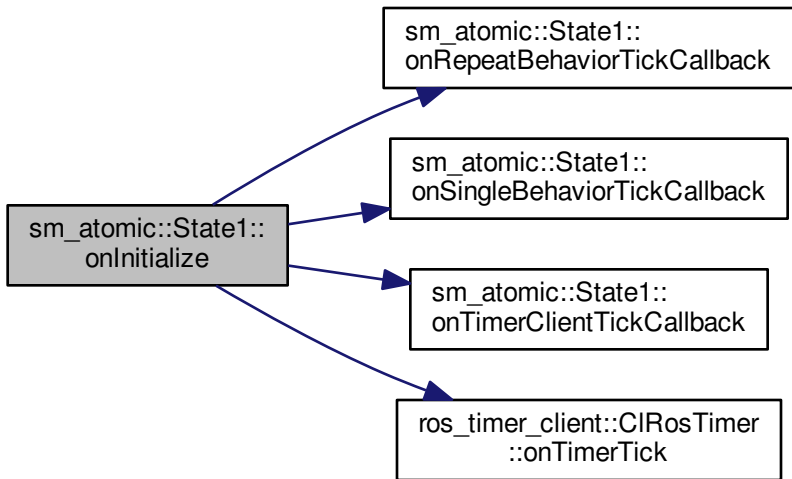 sm_atomic::State1::
onInitialize
sm_atomic::State1::
onRepeatBehaviorTickCallback
sm_atomic::State1::
onSingleBehaviorTickCallback
sm_atomic::State1::
onTimerClientTickCallback
ros_timer_client::ClRosTimer
::onTimerTick